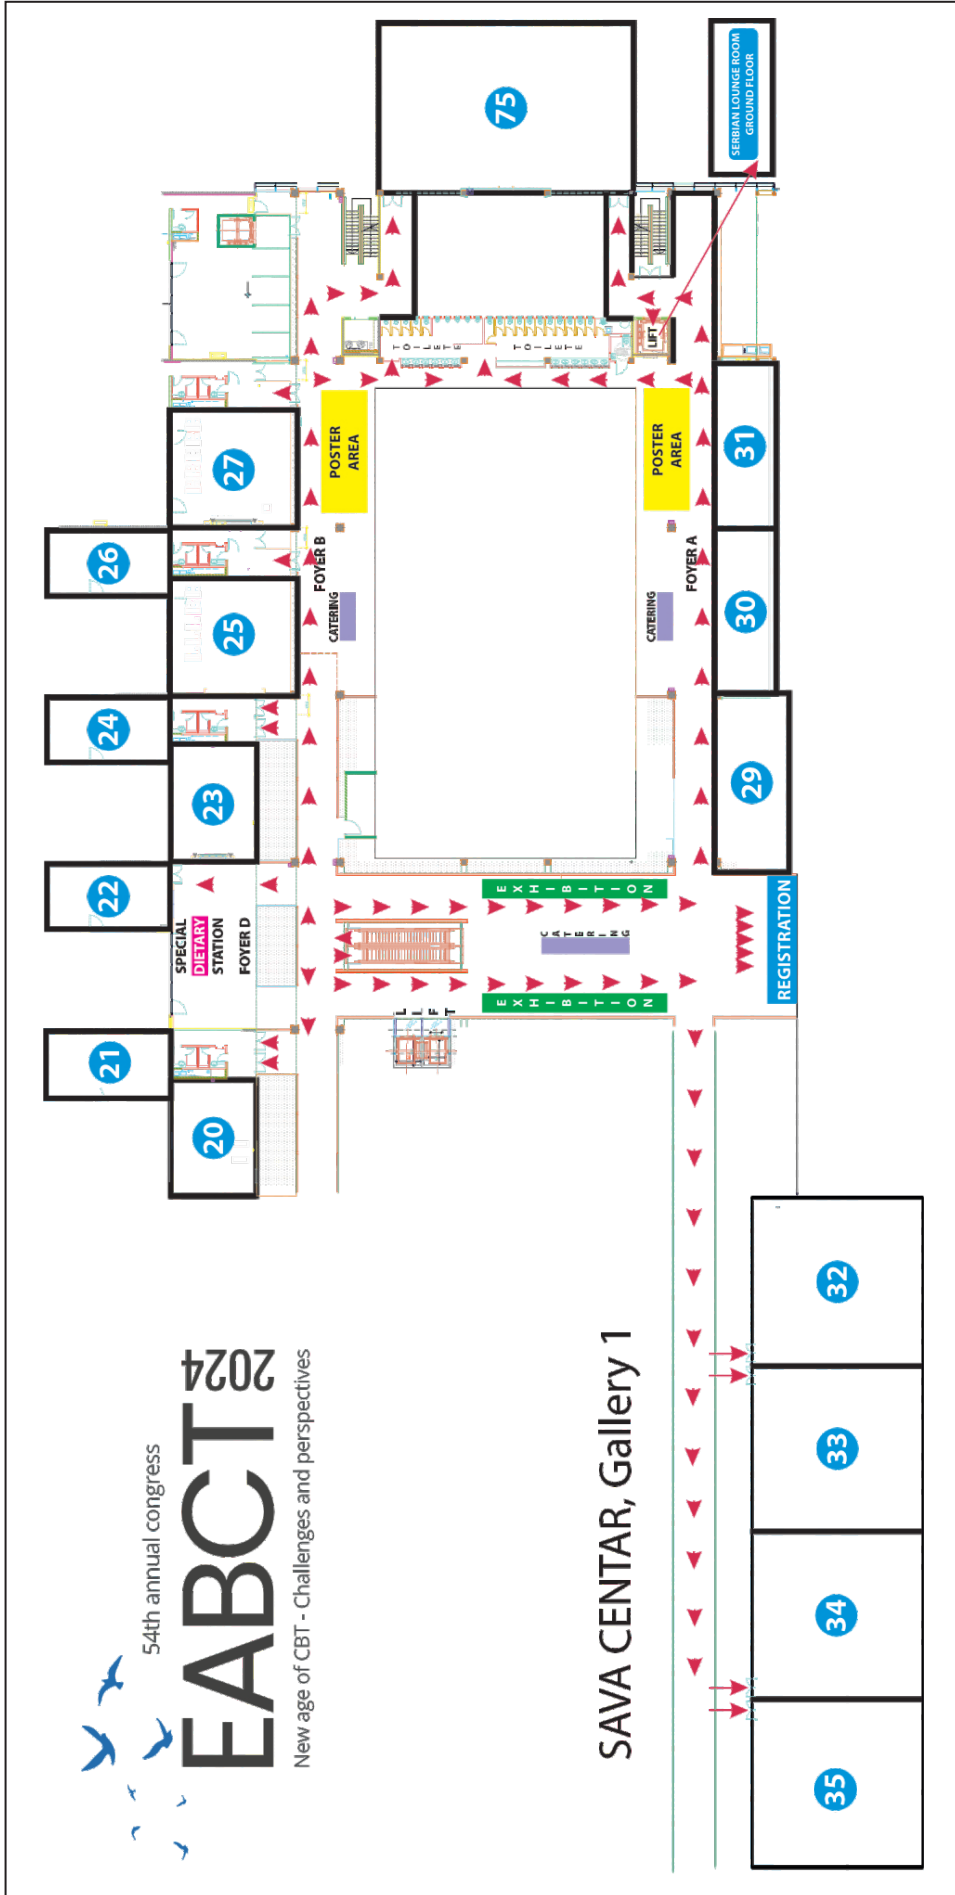 54th annual congress
EABCT 2024
New age of CBT - Challenges and perspectives
SAVA CENTAR, Gallery 1
21
22
24
26
20
SPECIAL
DIETARY
STATION
FOYER D
23
25
27
FOYER B
CATERING
POSTER
AREA
LIFT
EXHIBITION
EXHIBITION
CATERING
TOILETE
TOILETE
75
CATERING
POSTER
AREA
LIFT
FOYER A
REGISTRATION
29
30
31
SERBIAN LOUNGE ROOM
GROUND FLOOR
35
34
33
32